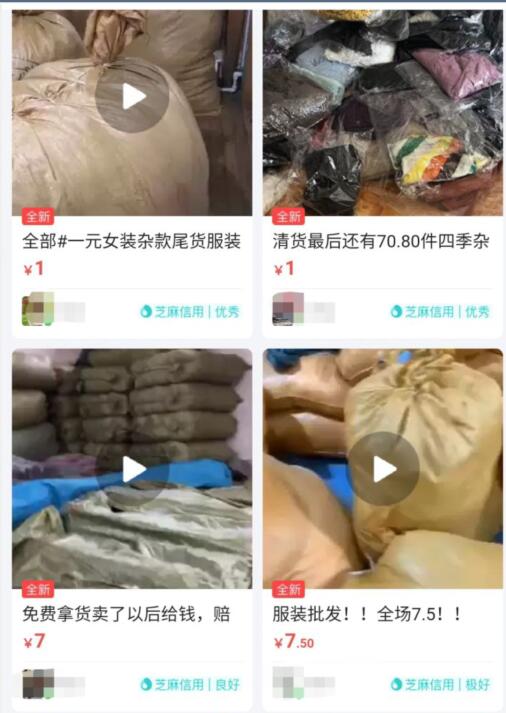 全新
全部#一元女装杂款尾货服装
¥1
芝麻信用 | 优秀
全新
清货最后还有70.80件四季杂
¥1
芝麻信用 | 优秀
全新
免费拿货卖了以后给钱，赔
¥7
芝麻信用 | 良好
全新
服装批发！！全场7.5！！
¥7.50
芝麻信用 | 极好